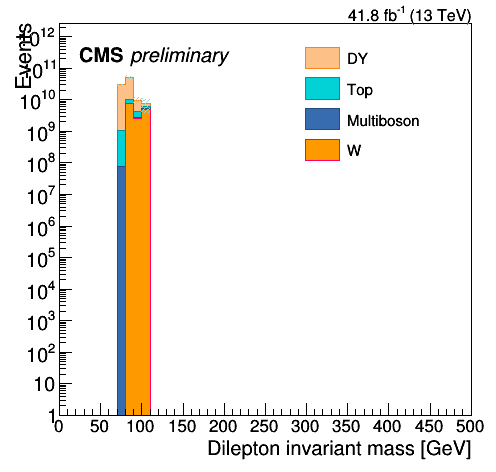 41.8 fb⁻¹ (13 TeV)
CMS preliminary
Events
DY
Top
Multiboson
W
10¹²
10¹¹
10¹⁰
10⁹
10⁸
10⁷
10⁶
10⁵
10⁴
10³
10²
10
1
0 50 100 150 200 250 300 350 400 450 500
Dilepton invariant mass [GeV]